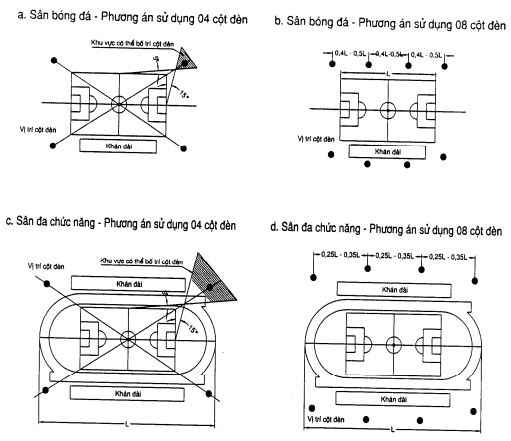 a. Sân bóng đá - Phương án sử dụng 04 cột đèn
Khu vực có thể bố trí cột đèn
5°
15°
Vị trí cột đèn
Khán đài
b. Sân bóng đá - Phương án sử dụng 08 cột đèn
0,4L - 0,5L
0,4L-0,5L
0,4L - 0,5L
L
Vị trí cột đèn
Khán đài
c. Sân đa chức năng - Phương án sử dụng 04 cột đèn
Khu vực có thể bố trí cột đèn
Vị trí cột đèn
Khán đài
5°
15°
Khán đài
L
d. Sân đa chức năng - Phương án sử dụng 08 cột đèn
0,25L - 0,35L
0,25L - 0,35L
0,25L - 0,35L
Khán đài
Khán đài
Vị trí cột đèn
L